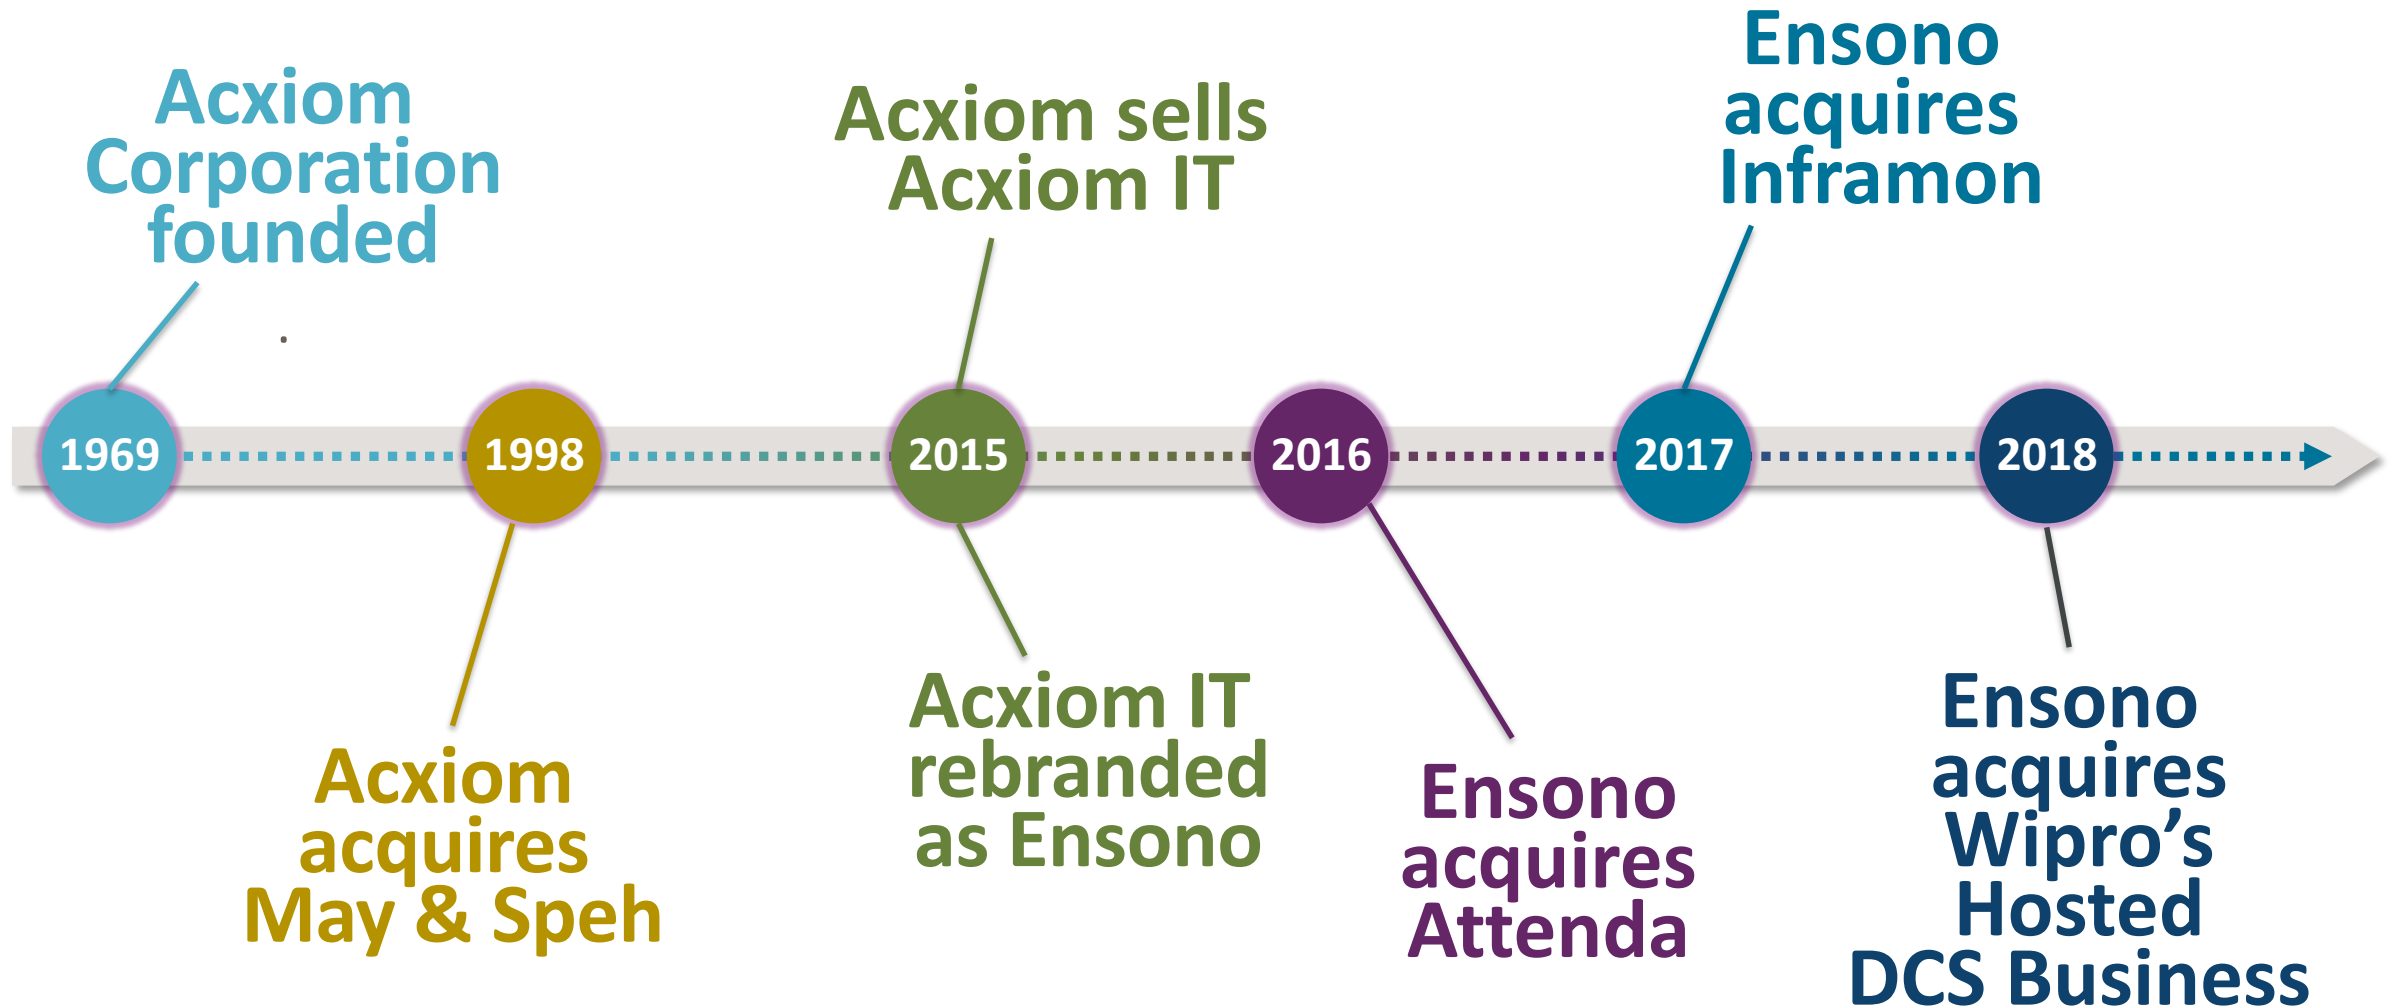 Acxiom
Corporation
founded
Acxiom sells
Acxiom IT
Ensono
acquires
Inframon
1969
1998
2015
2016
2017
2018
Acxiom
acquires
May & Speh
Acxiom IT
rebranded
as Ensono
Ensono
acquires
Attenda
Ensono
acquires
Wipro’s
Hosted
DCS Business